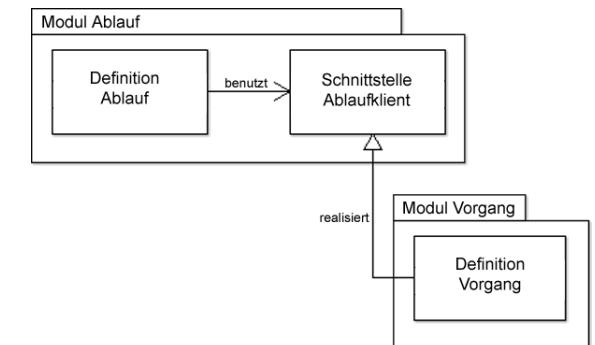 Modul Ablauf
Definition
Ablauf
benutzt
Schnittstelle
Ablaufklient
realisiert
Modul Vorgang
Definition
Vorgang